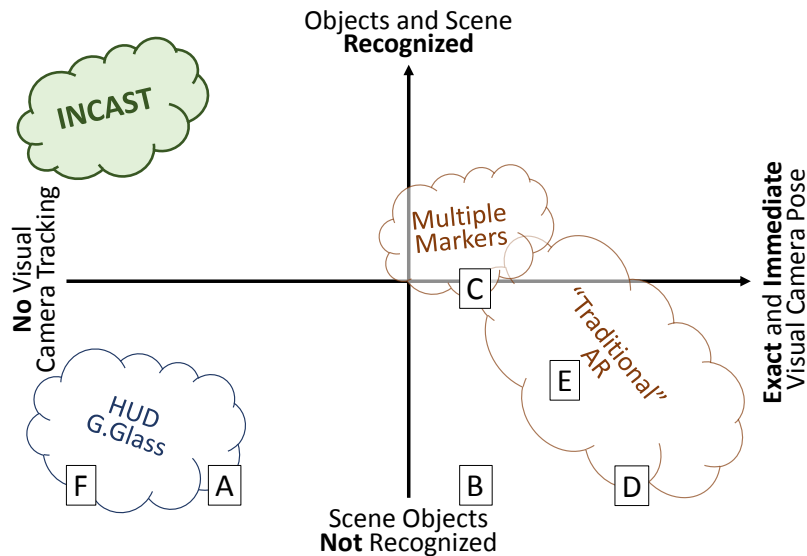 Objects and Scene
Recognized
INCAST
Multiple
Markers
No Visual
Camera Tracking
Exact and Immediate
Visual Camera Pose
C
"Traditional"
AR
E
HUD
G.Glass
F
A
B
D
Scene Objects
Not Recognized